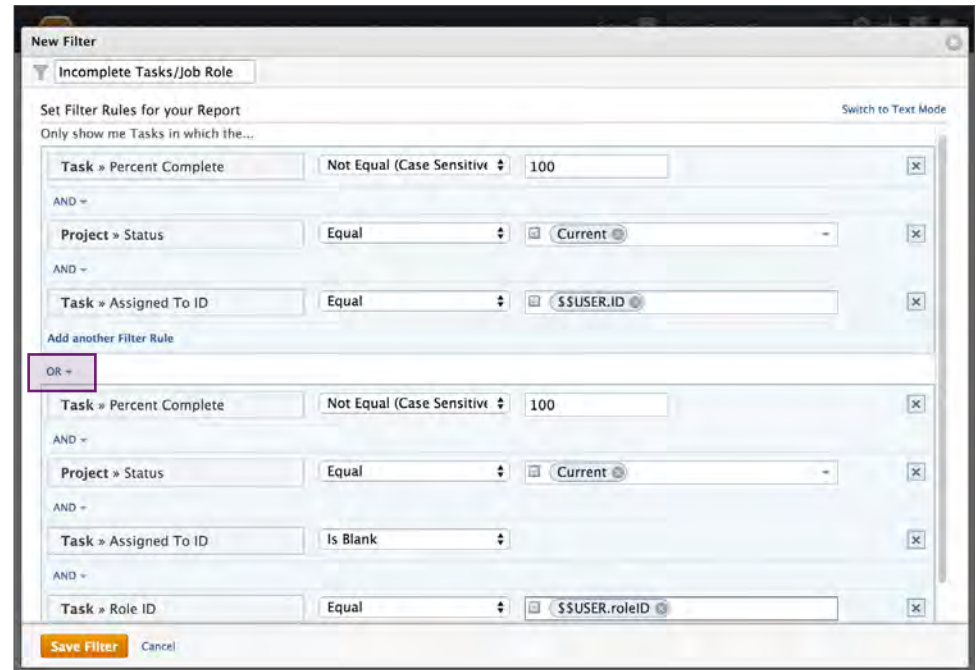 New Filter
Incomplete Tasks/Job Role
Set Filter Rules for your Report Switch to Text Mode
Only show me Tasks in which the...
Task » Percent Complete Not Equal (Case Sensitive 100
AND
Project » Status Equal Current
AND
Task » Assigned To ID Equal $$USER.ID
Add another Filter Rule
OR
Task » Percent Complete Not Equal (Case Sensitive 100
AND
Project » Status Equal Current
AND
Task » Assigned To ID Is Blank
AND
Task » Role ID Equal $$USER.roleID
Save Filter Cancel